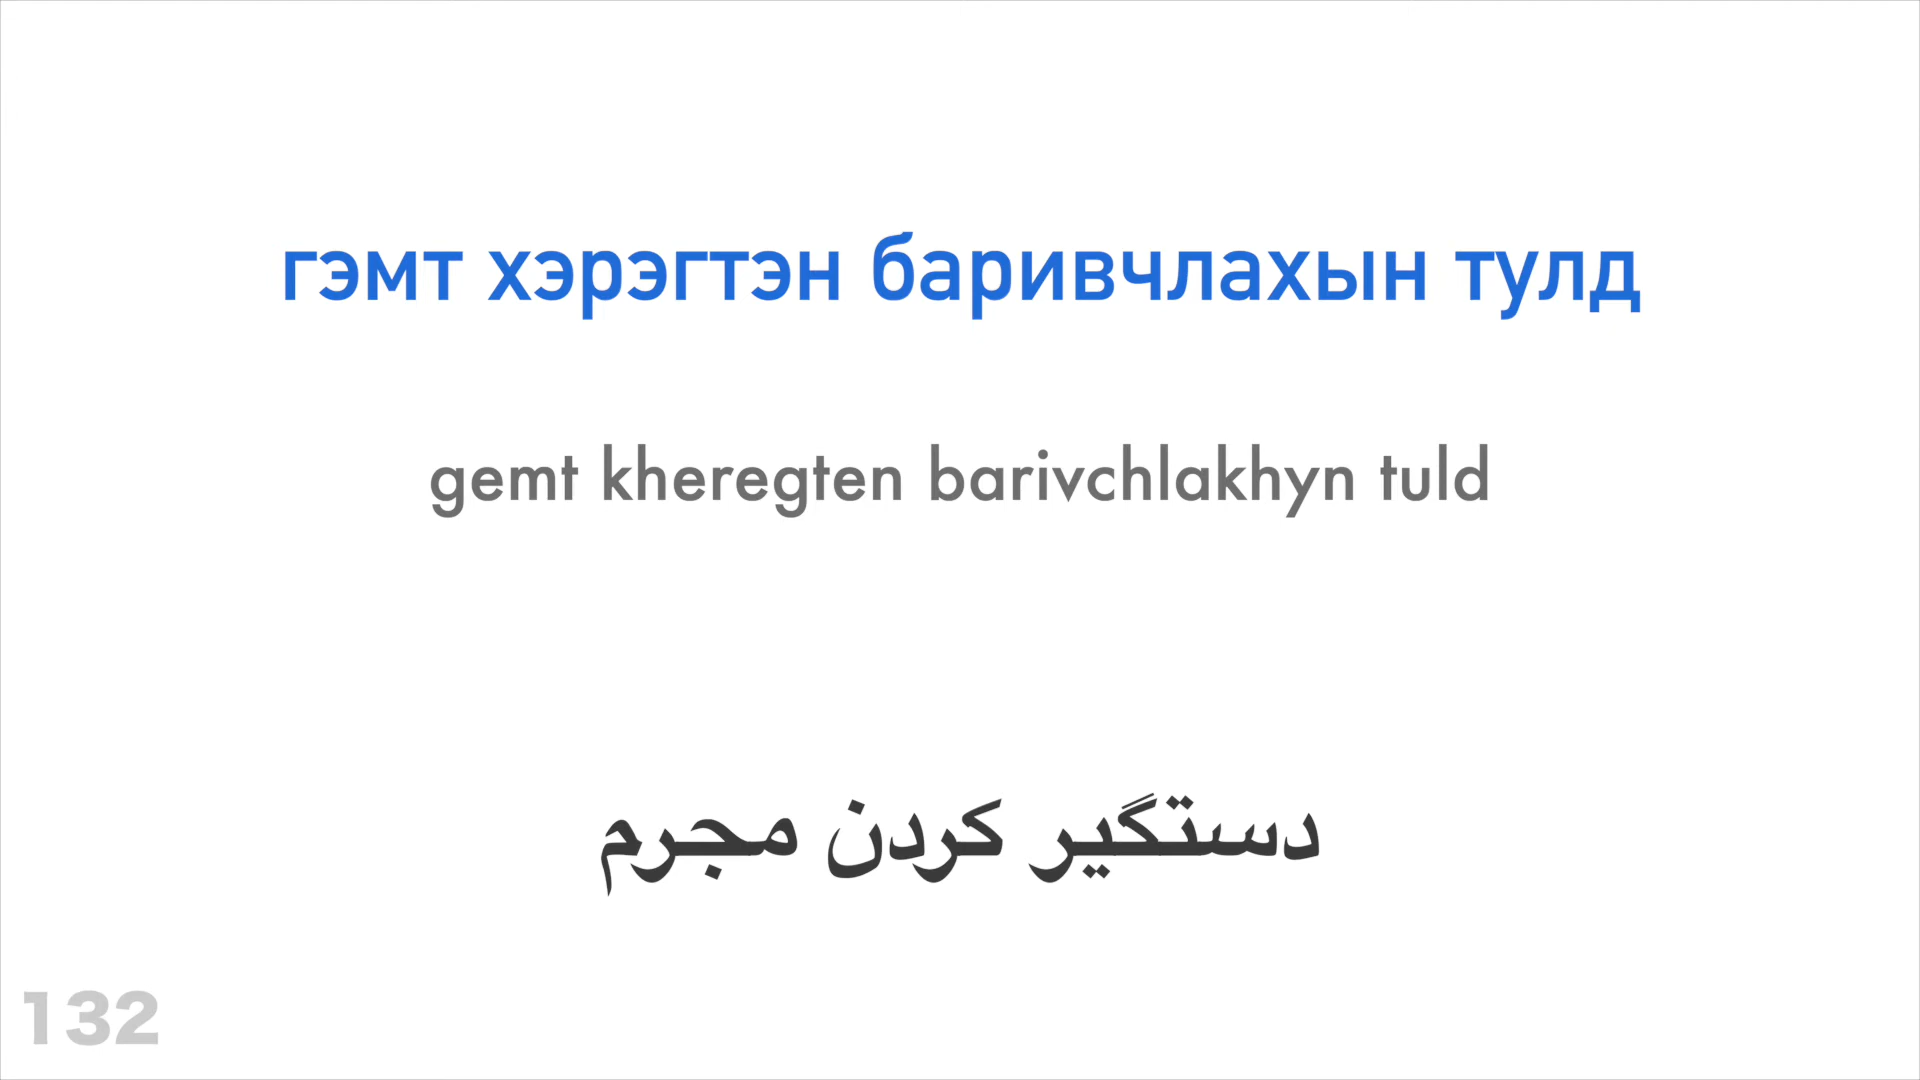 гэмт хэрэгтэн баривчлахын тулд
gemt kheregten barivchlakhyn tuld
دستگیر کردن مجرم
132